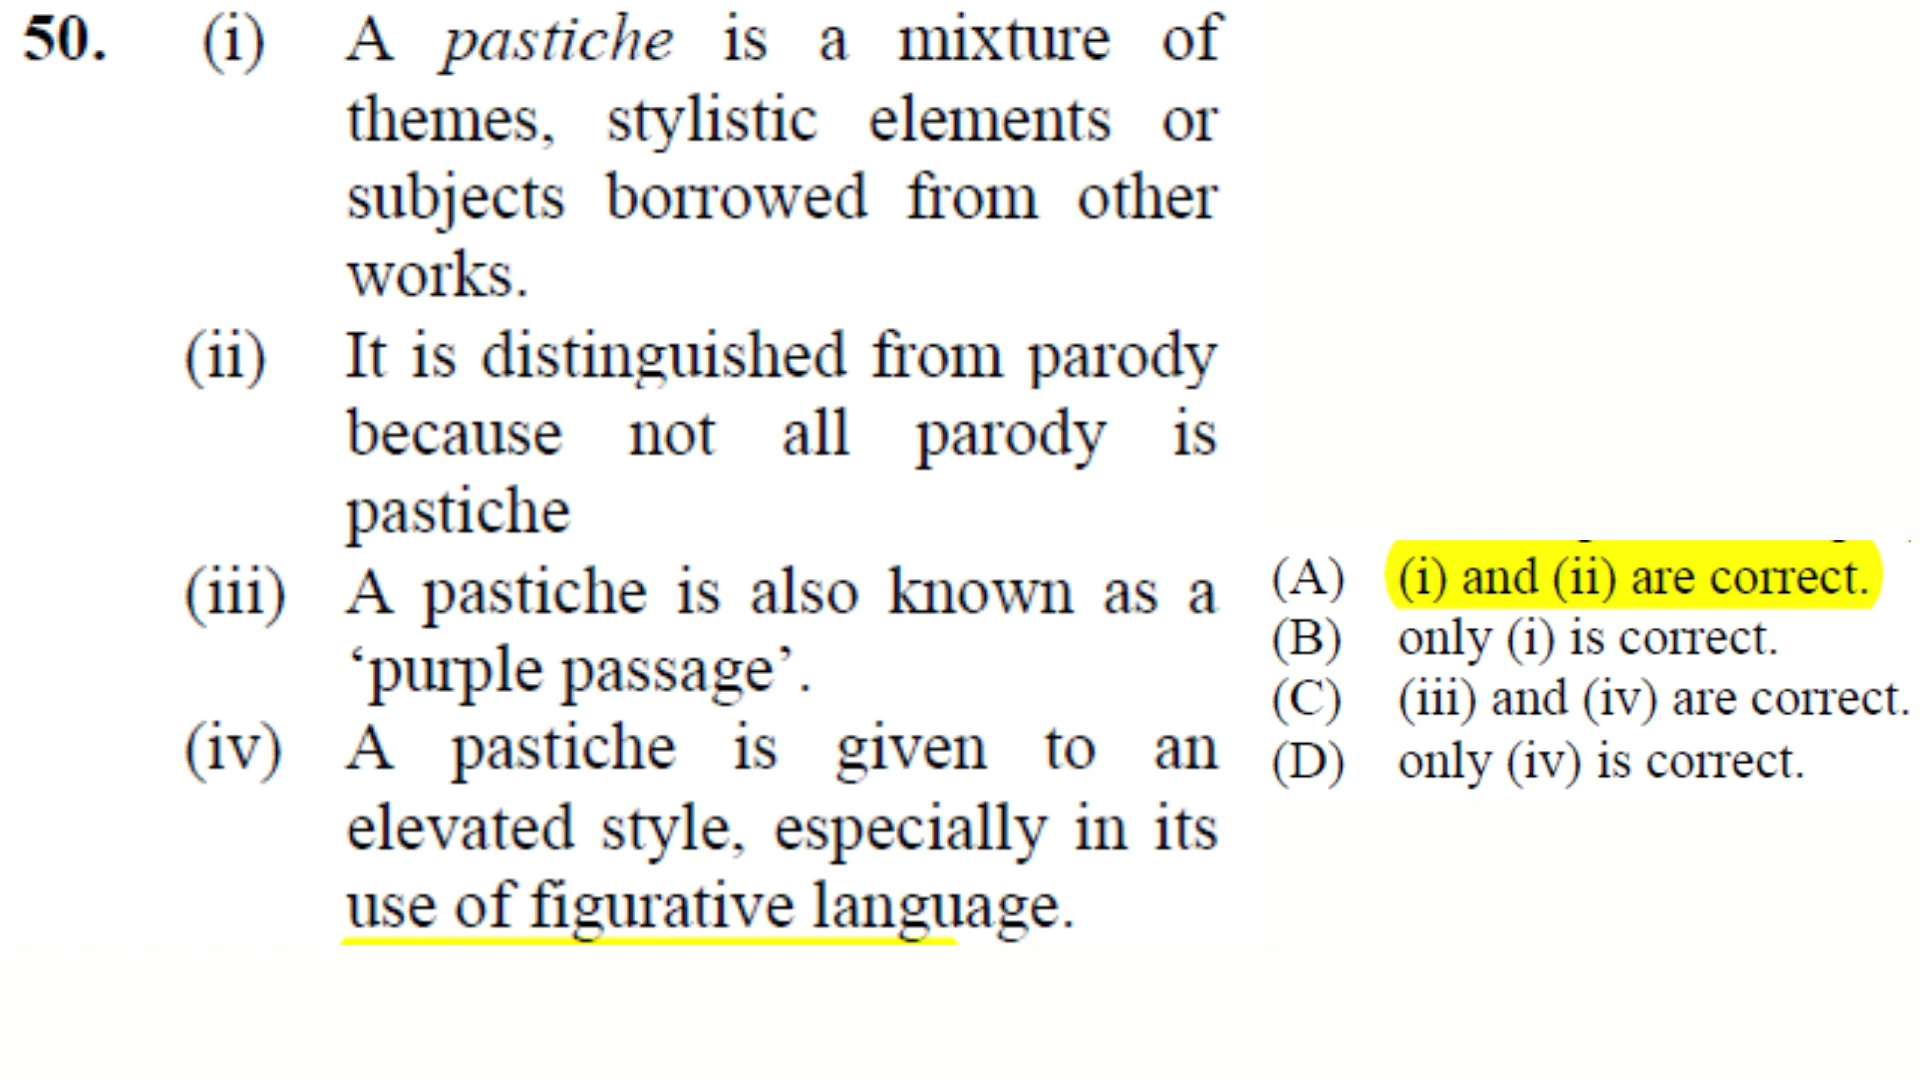 50. (i) A pastiche is a mixture of
themes, stylistic elements or
subjects borrowed from other
works.
(ii) It is distinguished from parody
because not all parody is
pastiche
(iii) A pastiche is also known as a
‘purple passage’.
(iv) A pastiche is given to an
elevated style, especially in its
use of figurative language.
(A) (i) and (ii) are correct.
(B) only (i) is correct.
(C) (iii) and (iv) are correct.
(D) only (iv) is correct.